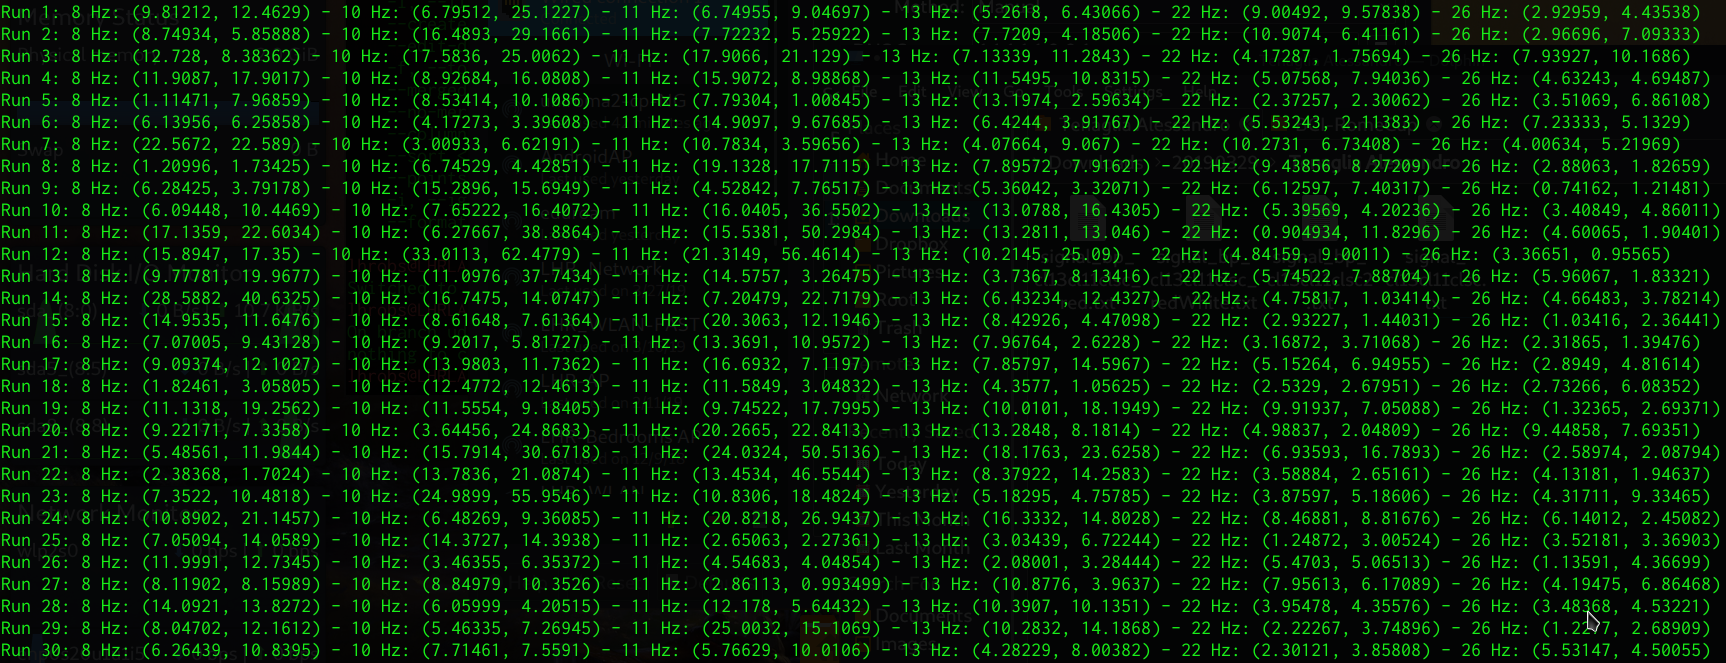 Run 1: 8 Hz: (9.81212, 12.4629) - 10 Hz: (6.79512, 25.1227) - 11 Hz: (6.74955, 9.04697) - 13 Hz: (5.2618, 6.43066) - 22 Hz: (9.00492, 9.57838) - 26 Hz: (2.92959, 4.43538)
Run 2: 8 Hz: (8.74934, 5.85888) - 10 Hz: (16.4893, 29.1661) - 11 Hz: (7.72232, 5.25922) - 13 Hz: (7.7209, 4.18506) - 22 Hz: (10.9074, 6.41161) - 26 Hz: (2.96696, 7.09333)
Run 3: 8 Hz: (12.728, 8.38362) - 10 Hz: (17.5836, 25.0062) - 11 Hz: (17.9066, 21.129) - 13 Hz: (7.13339, 11.2843) - 22 Hz: (4.17287, 1.75694) - 26 Hz: (7.93927, 10.1686)
Run 4: 8 Hz: (11.9087, 17.9017) - 10 Hz: (8.92684, 16.0808) - 11 Hz: (15.9072, 8.98868) - 13 Hz: (11.5495, 10.8315) - 22 Hz: (5.07568, 7.94036) - 26 Hz: (4.63243, 4.69487)
Run 5: 8 Hz: (1.11471, 7.96859) - 10 Hz: (8.53414, 10.1086) - 11 Hz: (7.79304, 1.00845) - 13 Hz: (13.1974, 2.59634) - 22 Hz: (2.37257, 2.30062) - 26 Hz: (3.51069, 6.86108)
Run 6: 8 Hz: (6.13956, 6.25858) - 10 Hz: (4.17273, 3.39608) - 11 Hz: (14.9097, 9.67685) - 13 Hz: (6.4244, 3.91767) - 22 Hz: (5.53243, 2.11383) - 26 Hz: (7.23333, 5.1329)
Run 7: 8 Hz: (22.5672, 22.589) - 10 Hz: (3.00933, 6.62191) - 11 Hz: (10.7834, 3.59656) - 13 Hz: (4.07664, 9.067) - 22 Hz: (10.2731, 6.73408) - 26 Hz: (4.00634, 5.21969)
Run 8: 8 Hz: (1.20996, 1.73425) - 10 Hz: (6.74529, 4.42851) - 11 Hz: (19.1328, 17.7115) - 13 Hz: (7.89572, 7.91621) - 22 Hz: (9.43856, 8.27209) - 26 Hz: (2.88063, 1.82659)
Run 9: 8 Hz: (6.28425, 3.79178) - 10 Hz: (15.2896, 15.6949) - 11 Hz: (4.52842, 7.76517) - 13 Hz: (5.36042, 3.32071) - 22 Hz: (6.12597, 7.40317) - 26 Hz: (0.74162, 1.21481)
Run 10: 8 Hz: (6.09448, 10.4469) - 10 Hz: (7.65222, 16.4072) - 11 Hz: (16.0405, 36.5502) - 13 Hz: (13.0788, 16.4305) - 22 Hz: (5.39569, 4.20236) - 26 Hz: (3.40849, 4.86011)
Run 11: 8 Hz: (17.1359, 22.6034) - 10 Hz: (6.27667, 38.8864) - 11 Hz: (15.5381, 50.2984) - 13 Hz: (13.2811, 13.046) - 22 Hz: (0.904934, 11.8296) - 26 Hz: (4.60065, 1.90401)
Run 12: 8 Hz: (15.8947, 17.35) - 10 Hz: (33.0113, 62.4779) - 11 Hz: (21.3149, 56.4614) - 13 Hz: (10.2145, 25.09) - 22 Hz: (4.84159, 2.0011) - 26 Hz: (3.36651, 0.95565)
Run 13: 8 Hz: (9.77781, 19.9677) - 10 Hz: (11.0976, 37.7434) - 11 Hz: (14.5757, 3.26475) - 13 Hz: (3.7367, 8.13416) - 22 Hz: (5.74522, 1.88704) - 26 Hz: (5.96067, 1.83321)
Run 14: 8 Hz: (28.5882, 40.6325) - 10 Hz: (16.7475, 14.0747) - 11 Hz: (7.20479, 22.7179) - 13 Hz: (6.43234, 12.4327) - 22 Hz: (4.75817, 1.03414) - 26 Hz: (4.66483, 3.78214)
Run 15: 8 Hz: (14.9535, 11.6476) - 10 Hz: (8.61648, 7.61364) - 11 Hz: (20.3063, 12.1946) - 13 Hz: (8.42926, 4.47098) - 22 Hz: (2.93227, 1.44031) - 26 Hz: (1.03416, 2.36441)
Run 16: 8 Hz: (7.07005, 9.43128) - 10 Hz: (9.2017, 5.81727) - 11 Hz: (13.3691, 10.9572) - 13 Hz: (7.96764, 2.6228) - 22 Hz: (3.16872, 3.71068) - 26 Hz: (2.31865, 1.39476)
Run 17: 8 Hz: (9.09374, 12.1027) - 10 Hz: (13.9803, 11.7362) - 11 Hz: (16.6932, 7.1197) - 13 Hz: (7.85797, 14.5967) - 22 Hz: (5.15264, 6.94955) - 26 Hz: (2.8949, 4.81614)
Run 18: 8 Hz: (1.82461, 3.05805) - 10 Hz: (12.4772, 12.4613) - 11 Hz: (11.5849, 3.04832) - 13 Hz: (4.3577, 1.05625) - 22 Hz: (2.5329, 2.67951) - 26 Hz: (2.73266, 6.08352)
Run 19: 8 Hz: (11.1318, 19.2562) - 10 Hz: (11.5554, 9.18405) - 11 Hz: (9.74522, 17.7995) - 13 Hz: (10.0101, 18.1949) - 22 Hz: (9.91937, 7.05088) - 26 Hz: (1.32365, 2.69371)
Run 20: 8 Hz: (9.22171, 7.3358) - 10 Hz: (3.64456, 24.8683) - 11 Hz: (20.2665, 22.8413) - 13 Hz: (13.2848, 8.1814) - 22 Hz: (4.98837, 2.04809) - 26 Hz: (9.44858, 7.69351)
Run 21: 8 Hz: (5.48561, 11.9844) - 10 Hz: (15.7914, 30.6718) - 11 Hz: (24.0324, 50.5136) - 13 Hz: (18.1763, 23.6258) - 22 Hz: (6.93593, 16.7893) - 26 Hz: (2.58974, 2.08794)
Run 22: 8 Hz: (2.38368, 1.7024) - 10 Hz: (13.7836, 21.0874) - 11 Hz: (13.4534, 46.5544) - 13 Hz: (8.37922, 14.2583) - 22 Hz: (3.58884, 2.65161) - 26 Hz: (4.13181, 1.94637)
Run 23: 8 Hz: (7.3522, 10.4818) - 10 Hz: (24.9899, 55.9546) - 11 Hz: (10.8306, 18.4824) - 13 Hz: (5.18295, 4.75785) - 22 Hz: (3.87597, 5.18606) - 26 Hz: (4.31711, 9.33465)
Run 24: 8 Hz: (10.8902, 21.1457) - 10 Hz: (6.48269, 9.36085) - 11 Hz: (20.8218, 26.9437) - 13 Hz: (16.3332, 14.8028) - 22 Hz: (8.46881, 8.81676) - 26 Hz: (6.14012, 2.45082)
Run 25: 8 Hz: (7.05094, 14.0589) - 10 Hz: (14.3727, 14.3938) - 11 Hz: (2.65063, 2.27361) - 13 Hz: (3.03439, 6.72244) - 22 Hz: (1.24872, 3.00524) - 26 Hz: (3.52181, 3.36903)
Run 26: 8 Hz: (11.9991, 12.7345) - 10 Hz: (3.46355, 6.35372) - 11 Hz: (4.54683, 4.04854) - 13 Hz: (2.08001, 3.28444) - 22 Hz: (5.4703, 5.06513) - 26 Hz: (1.13591, 4.36699)
Run 27: 8 Hz: (8.11902, 8.15989) - 10 Hz: (8.84979, 10.3526) - 11 Hz: (2.86113, 0.993499) - 13 Hz: (10.8776, 3.9637) - 22 Hz: (7.95613, 6.17089) - 26 Hz: (4.19475, 6.86468)
Run 28: 8 Hz: (14.0921, 13.8272) - 10 Hz: (6.05999, 4.20515) - 11 Hz: (12.178, 5.64432) - 13 Hz: (10.3907, 10.1351) - 22 Hz: (3.95478, 4.35576) - 26 Hz: (3.48368, 4.53221)
Run 29: 8 Hz: (8.04702, 12.1612) - 10 Hz: (5.46335, 7.26945) - 11 Hz: (25.0032, 15.1069) - 13 Hz: (10.2832, 14.1868) - 22 Hz: (2.22267, 3.74896) - 26 Hz: 2.68909)
Run 30: 8 Hz: (6.26439, 10.8395) - 10 Hz: (7.71461, 7.5591) - 11 Hz: (5.76629, 10.0106) - 13 Hz: (4.28229, 8.00382) - 22 Hz: (2.30121, 3.85808) - 26 Hz: (5.53147, 4.50055)